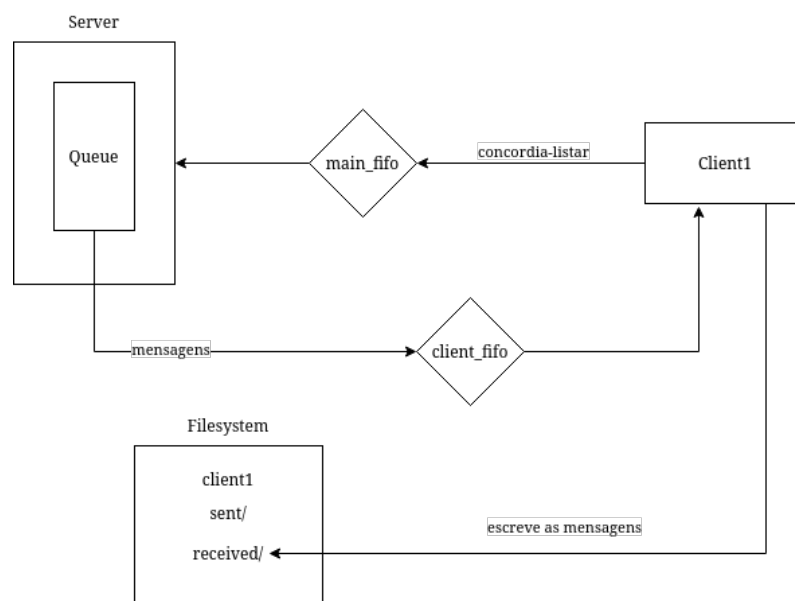 Server
Queue
main_fifo
concordia-listar
Client1
mensagens
client_fifo
Filesystem
client1
sent/
received/
escreve as mensagens